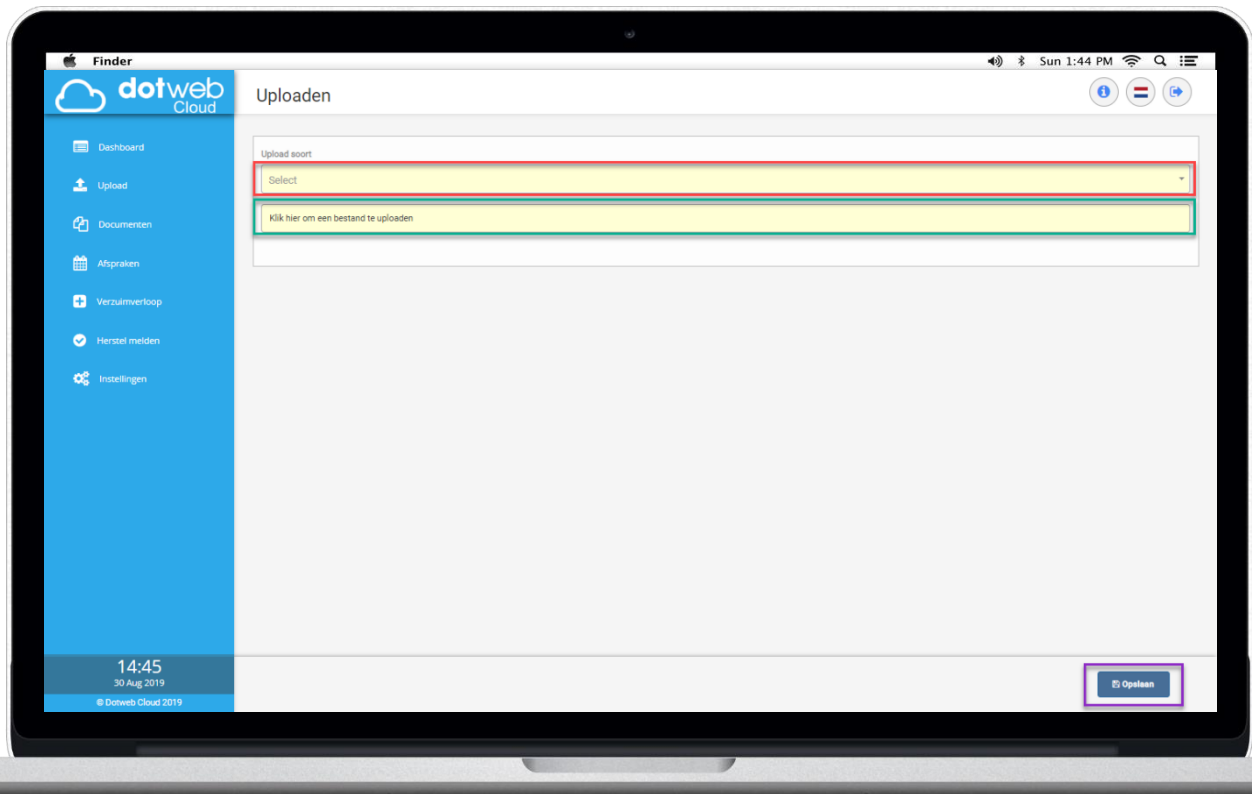 Finder
Sun 1:44 PM
dotweb
Cloud
Uploaden
Dashboard
Upload
Documenten
Afspraken
Verzuimverloop
Herstel melden
Instellingen
Upload soort
Select
Klik hier om een bestand te uploaden
14:45
30 Aug 2019
© Dotweb Cloud 2019
Opslaan